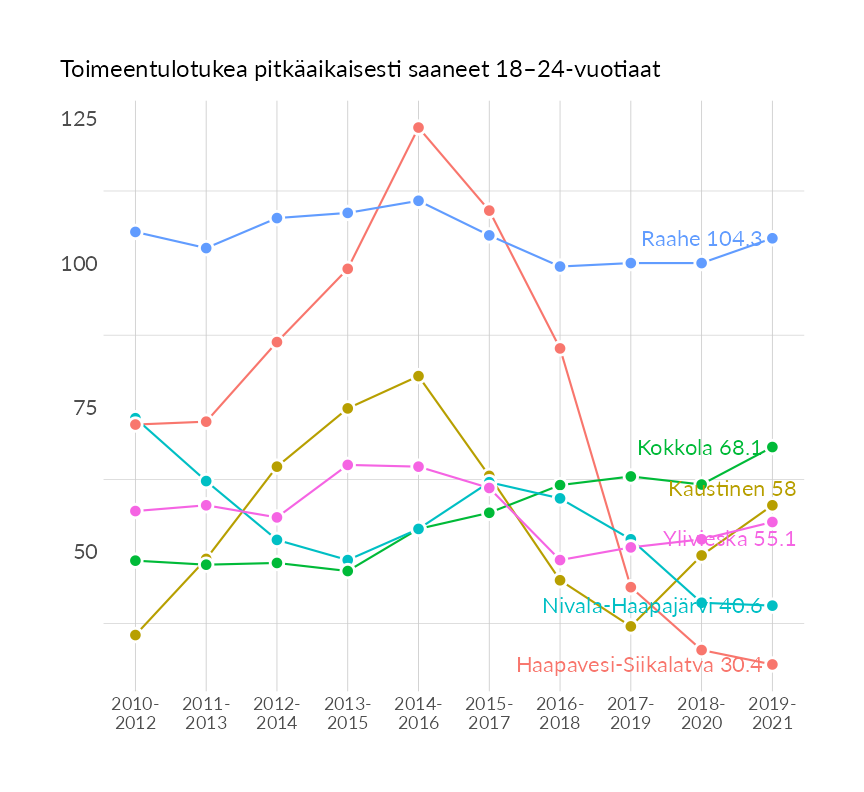 Toimeentulotukea pitkäaikaisesti saaneet 18–24-vuotiaat
125
100
75
50
Raahe 104.3
Kokkola 68.1
Kaustinen 58
Ylivieska 55.1
Nivala-Haapajärvi 40.6
Haapavesi-Siikalatva 30.4
2010- 2011- 2012- 2013- 2014- 2015- 2016- 2017- 2018- 2019-
2012 2013 2014 2015 2016 2017 2018 2019 2020 2021